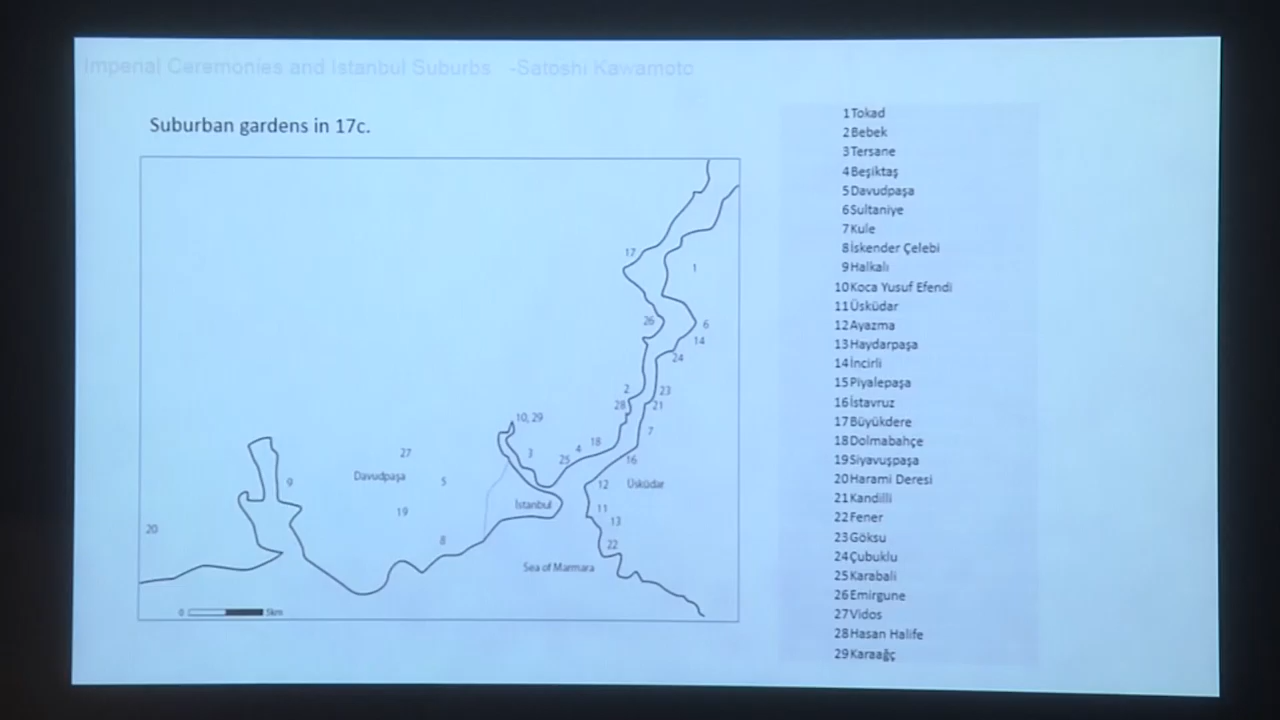 Imperial Ceremonies and Istanbul Suburbs -Satoshi Kawamoto
Suburban gardens in 17c.
17
1
26
6
14
24
2
23
28
21
10, 29
7
18
4
27
3
25
16
Davudpaşa
5
9
12
Üsküdar
İstanbul
11
19
13
20
8
22
Sea of Marmara
0
5km
1 Tokad
2 Bebek
3 Tersane
4 Beşiktaş
5 Davudpaşa
6 Sultaniye
7 Kule
8 İskender Çelebi
9 Halkalı
10 Koca Yusuf Efendi
11 Üsküdar
12 Ayazma
13 Haydarpaşa
14 İncirli
15 Piyalepaşa
16 İstavruz
17 Büyükdere
18 Dolmabahçe
19 Siyavuşpaşa
20 Harami Deresi
21 Kandilli
22 Fener
23 Göksu
24 Çubuklu
25 Karabali
26 Emirgune
27 Vidos
28 Hasan Halife
29 Karaağç